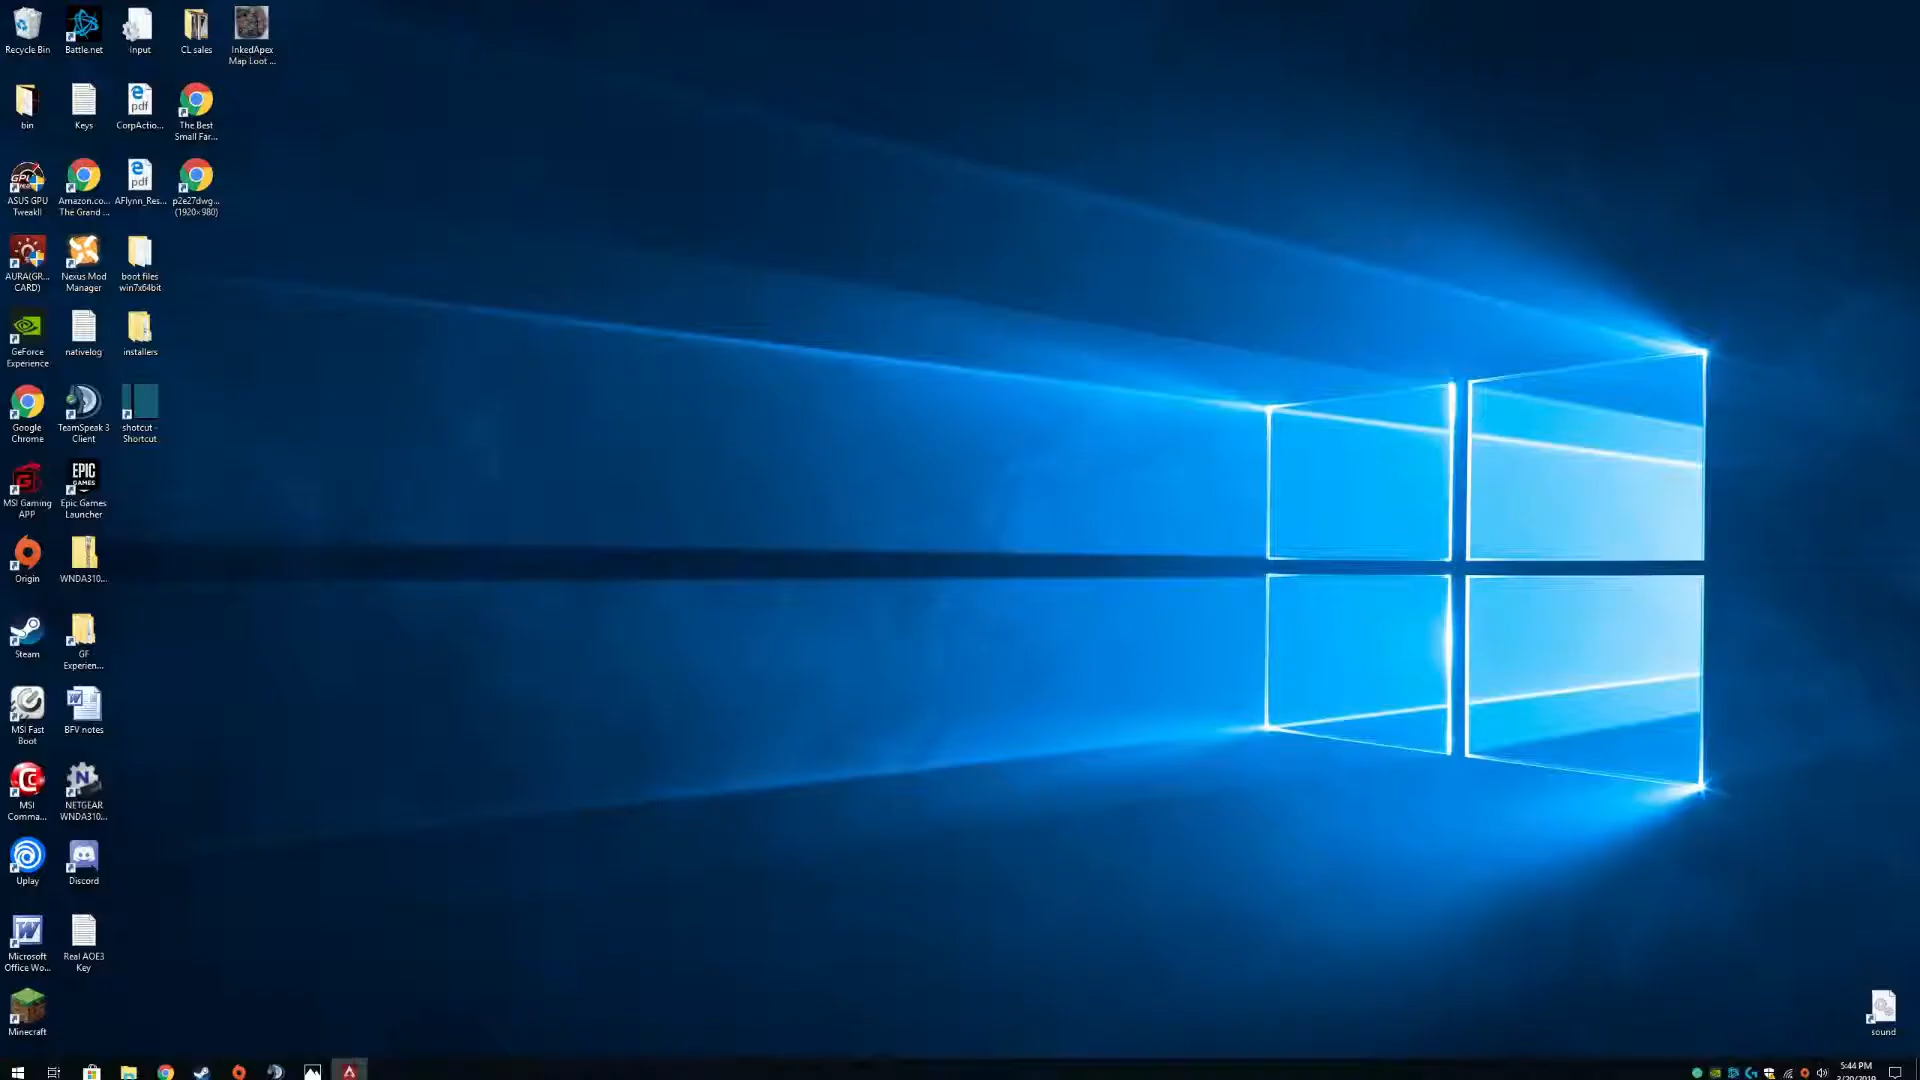 Recycle Bin
Battle.net
input
CL sales
InkedApex
Map Loot ...
bin
Keys
pdf
CorpActio...
The Best
Small Far...
ASUS GPU
TweakII
Amazon.co...
The Grand ...
pdf
AFlynn_Res...
p2e27dwg...
(1920×980)
AURA(GR...
CARD)
Nexus Mod
Manager
boot files
win7x64bit
GeForce
Experience
nativelog
installers
Google
Chrome
TeamSpeak 3
Client
shotcut -
Shortcut
MSI Gaming
APP
EPIC
GAMES
Epic Games
Launcher
Origin
WNDA310...
Steam
GF
Experien...
MSI Fast
Boot
BFV notes
MSI
Comma...
NETGEAR
WNDA310...
Uplay
Discord
Microsoft
Office Wo...
Real AOE3
Key
Minecraft
sound
5:44 PM